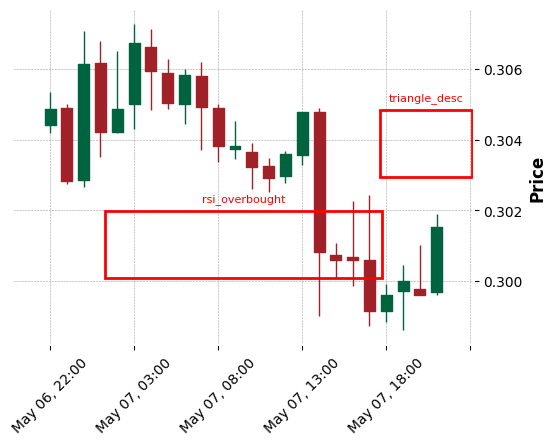 triangle_desc
rsi_overbought
0.306
0.304
0.302
0.300
Price
May 06, 22:00
May 07, 03:00
May 07, 08:00
May 07, 13:00
May 07, 18:00